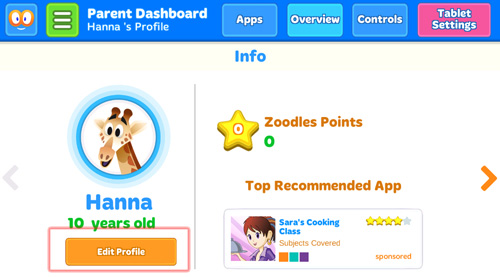 Parent Dashboard
Hanna 's Profile
Apps
Overview
Controls
Tablet
Settings
Info
Hanna
10 years old
Edit Profile
0
Zoodles Points
0
Top Recommended App
Sara's Cooking
Class
Subjects Covered
sponsored